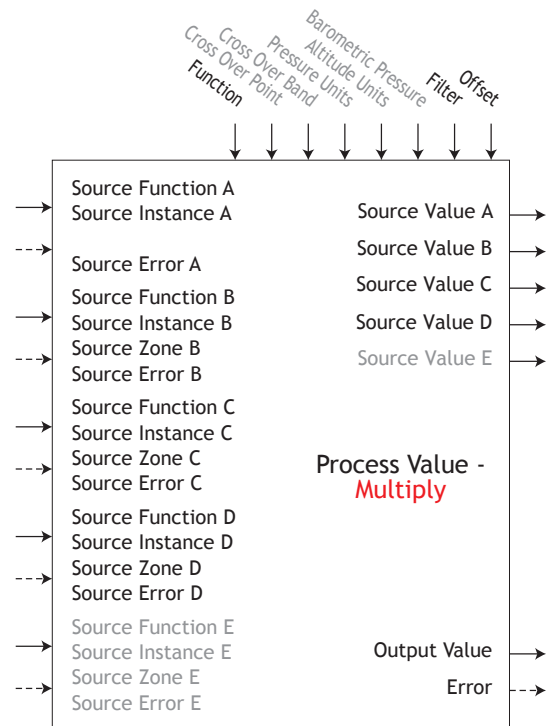 Function
Cross Over Point
Cross Over Band
Pressure Units
Altitude Units
Barometric Pressure
Filter
Offset
Source Function A
Source Instance A
Source Error A
Source Function B
Source Instance B
Source Zone B
Source Error B
Source Function C
Source Instance C
Source Zone C
Source Error C
Source Function D
Source Instance D
Source Zone D
Source Error D
Source Function E
Source Instance E
Source Zone E
Source Error E
Source Value A
Source Value B
Source Value C
Source Value D
Source Value E
Process Value -
Multiply
Output Value
Error